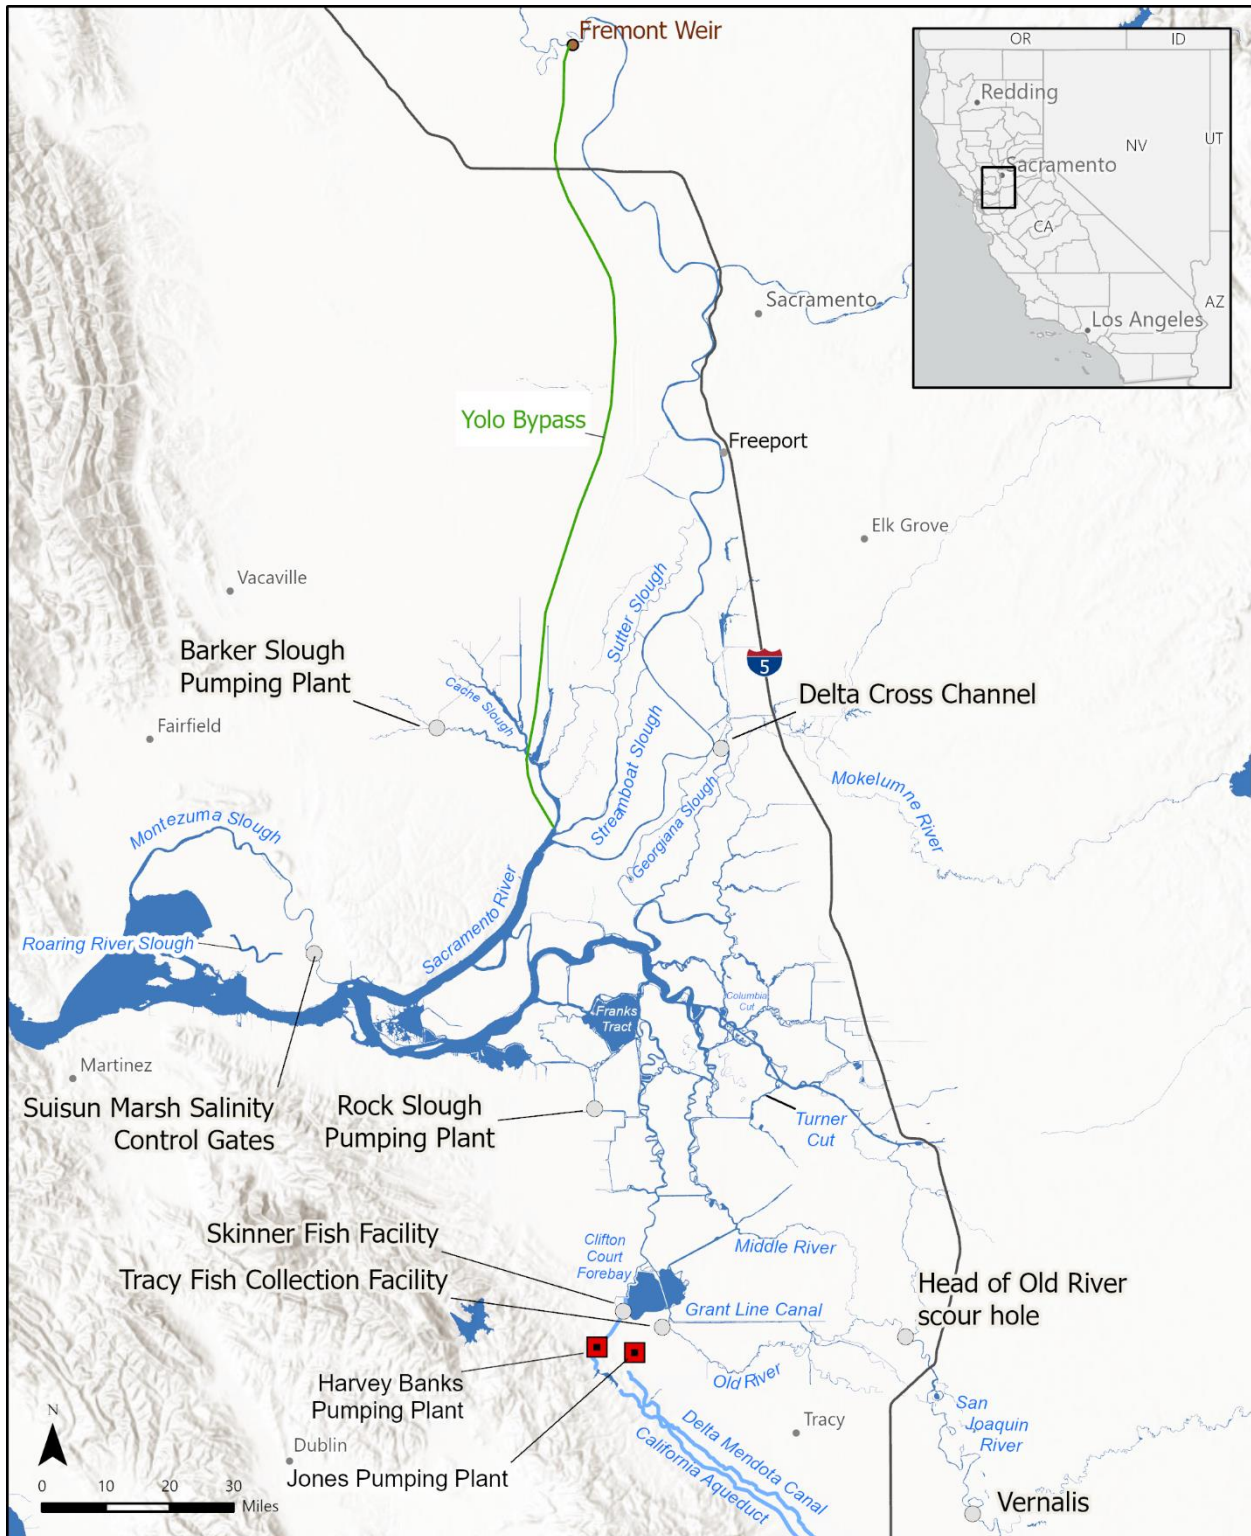 Fremont Weir
OR
ID
Redding
NV
UT
Sacramento
CA
AZ
Los Angeles
Sacramento
Yolo Bypass
Freeport
Elk Grove
Vacaville
Sutter Slough
Barker Slough
Pumping Plant
Cache Slough
5
Delta Cross Channel
Fairfield
Streamboat Slough
Georgiana Slough
Mokelumne
River
Montezuma Slough
Sacramento River
Roaring River Slough
Columbia
Cut
Franks
Tract
Martinez
Suisun Marsh Salinity
Control Gates
Rock Slough
Pumping Plant
Turner
Cut
Skinner Fish Facility
Clifton
Court
Forebay
Middle River
Tracy Fish Collection Facility
Grant Line Canal
Head of Old River
scour hole
Old River
Harvey Banks
Pumping Plant
San
Joaquin
River
Tracy
Delta Mendota Canal
California Aqueduct
N
Dublin
Jones Pumping Plant
0 10 20 30
Miles
Vernalis